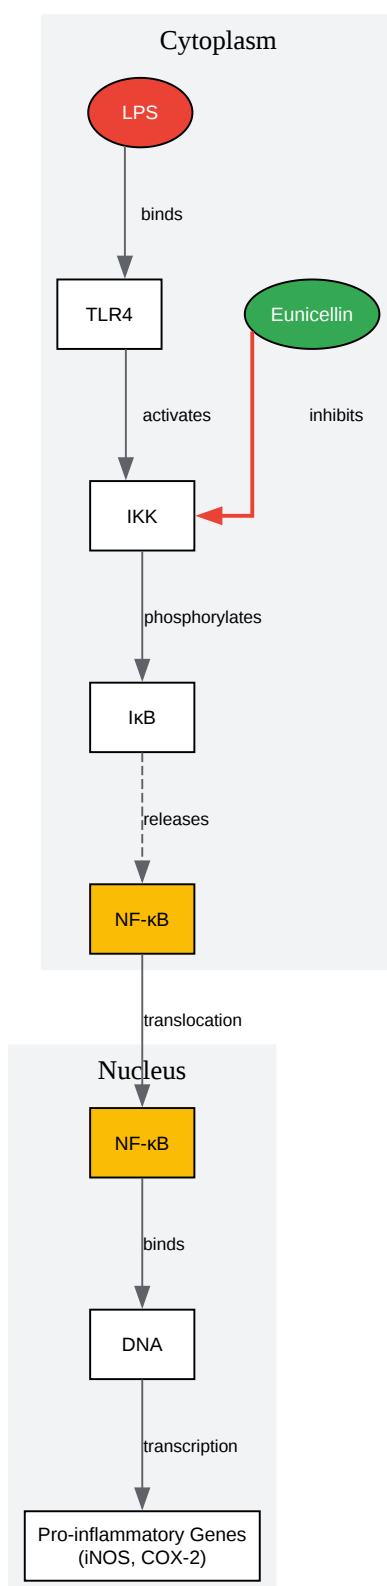 Cytoplasm
LPS
binds
TLR4
Eunicellin
activates
inhibits
IKK
phosphorylates
IκB
releases
NF-κB
translocation
Nucleus
NF-κB
binds
DNA
transcription
Pro-inflammatory Genes
(iNOS, COX-2)